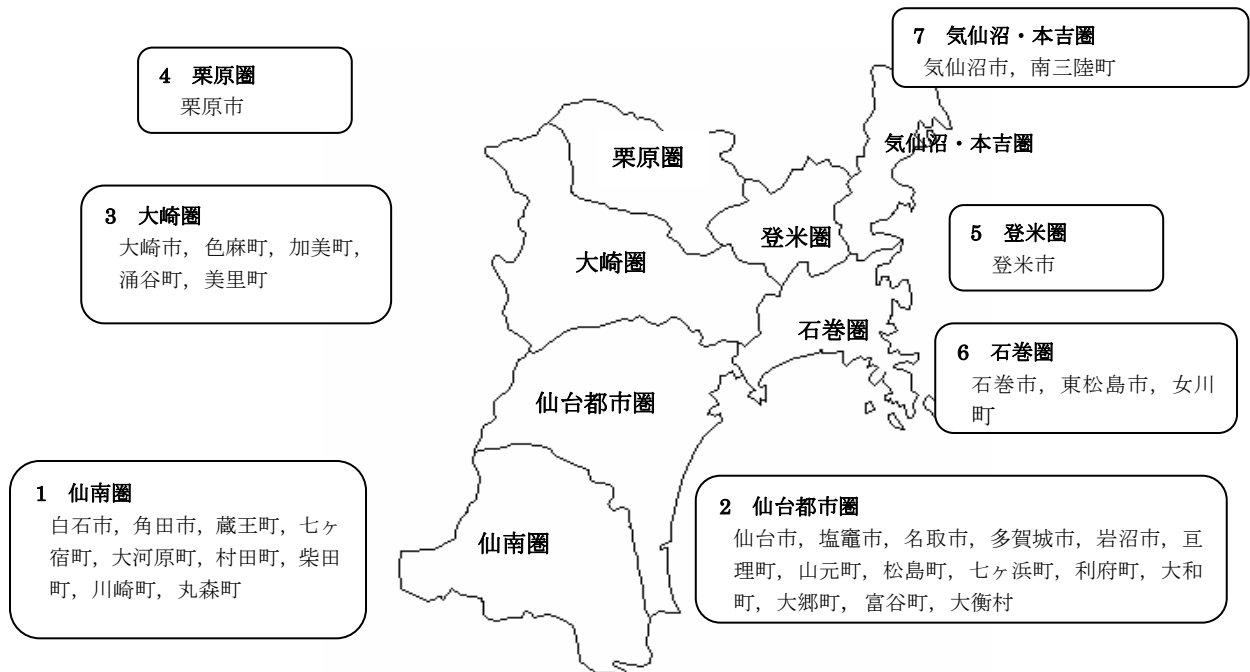 7 気仙沼・本吉圏
気仙沼市，南三陸町
4 栗原圏
栗原市
気仙沼・本吉圏
栗原圏
3 大崎圏
大崎市，色麻町，加美町，
涌谷町，美里町
登米圏
5 登米圏
登米市
大崎圏
石巻圏
6 石巻圏
石巻市，東松島市，女川
町
仙台都市圏
1 仙南圏
白石市，角田市，蔵王町，七ヶ
宿町，大河原町，村田町，柴田
町，川崎町，丸森町
仙南圏
2 仙台都市圏
仙台市，塩竈市，名取市，多賀城市，岩沼市，亘
理町，山元町，松島町，七ヶ浜町，利府町，大和
町，大郷町，富谷町，大衡村